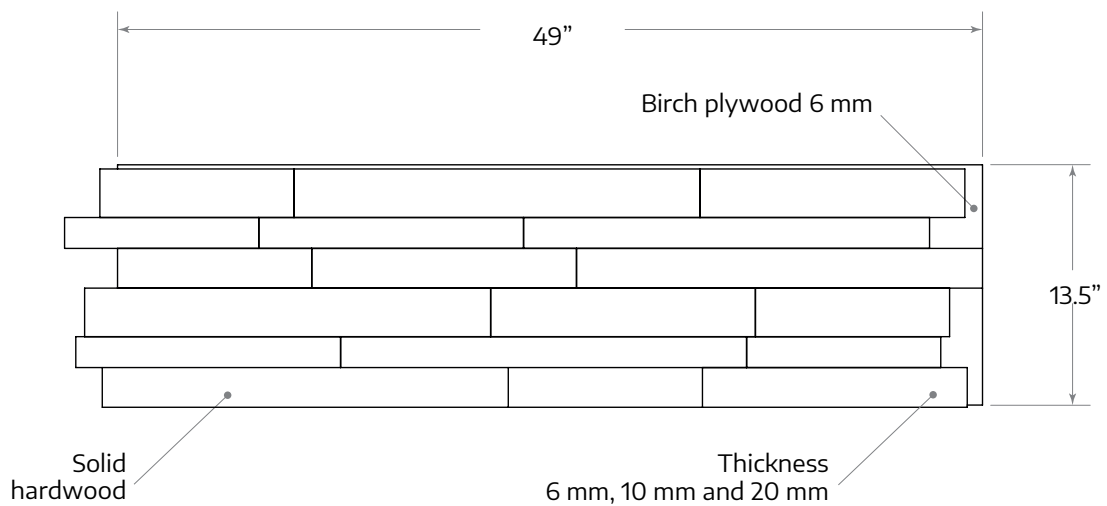 49”
Birch plywood 6 mm
13.5”
Solid
hardwood
Thickness
6 mm, 10 mm and 20 mm